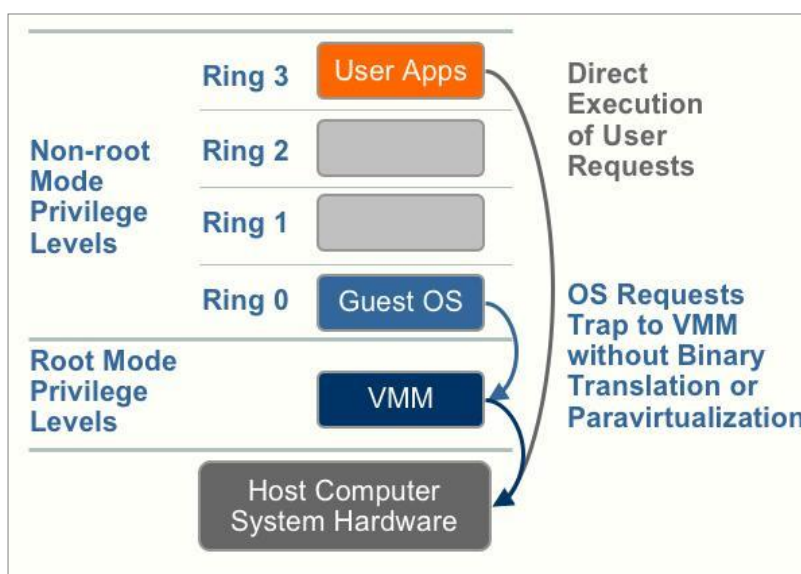 Ring 3
User Apps
Direct
Execution
of User
Requests
Non-root
Mode
Privilege
Levels
Ring 2
Ring 1
Ring 0
Guest OS
OS Requests
Trap to VMM
without Binary
Translation or
Paravirtualization
Root Mode
Privilege
Levels
VMM
Host Computer
System Hardware